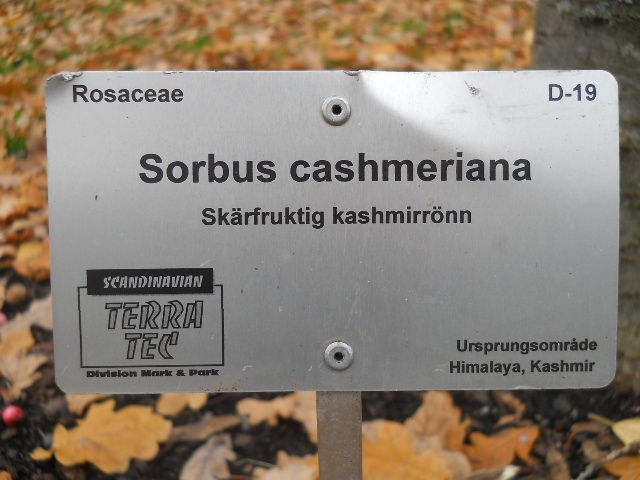 Rosaceae D-19
Sorbus cashmeriana
Skärfruktig kashmirrönn
SCANDINAVIAN
TERRA
TEC
Division Mark & Park
Ursprungsområde
Himalaya, Kashmir